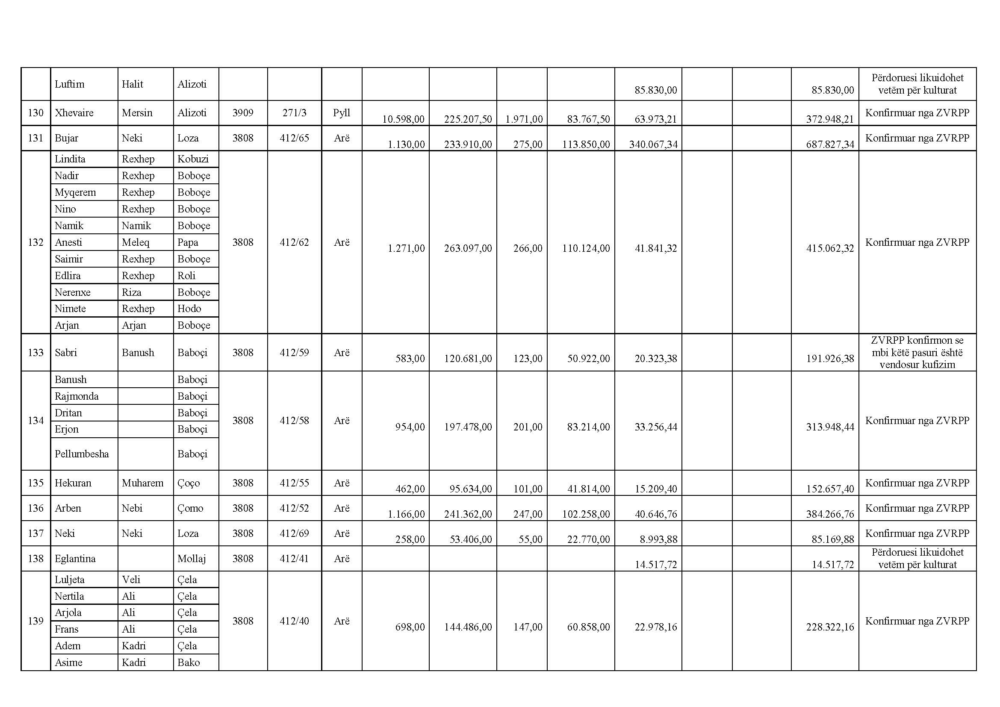 Luftim Halit Alizoti 85.830,00 85.830,00 Përdoruesi likuidohet
vetëm për kulturat
130 Xhevaire Mersin Alizoti 3909 271/3 Pyll 10.598,00 225.207,50 1.971,00 83.767,50 63.973,21 372.948,21 Konfirmuar nga ZVRPP
131 Bujar Neki Loza 3808 412/65 Arë 1.130,00 233.910,00 275,00 113.850,00 340.067,34 687.827,34 Konfirmuar nga ZVRPP
Lindita Rexhep Kobuzi
Nadir Rexhep Boboçe
Myqerem Rexhep Boboçe
Nino Rexhep Boboçe
Namik Namik Boboçe
132 Anesti Meleq Papa 3808 412/62 Arë 1.271,00 263.097,00 266,00 110.124,00 41.841,32 415.062,32 Konfirmuar nga ZVRPP
Saimir Rexhep Boboçe
Edlira Rexhep Roli
Nerenxe Riza Boboçe
Nimete Rexhep Hodo
Arjan Arjan Boboçe
133 Sabri Banush Baboçi 3808 412/59 Arë 583,00 120.681,00 123,00 50.922,00 20.323,38 191.926,38 ZVRPP konfirmon se
mbi këtë pasuri është
vendosur kufizim
Banush Baboçi
Rajmonda Baboçi
Dritan Baboçi
134 3808 412/58 Arë 954,00 197.478,00 201,00 83.214,00 33.256,44 313.948,44 Konfirmuar nga ZVRPP
Erjon Baboçi
Pellumbesha Baboçi
135 Hekuran Muharem Çoço 3808 412/55 Arë 462,00 95.634,00 101,00 41.814,00 15.209,40 152.657,40 Konfirmuar nga ZVRPP
136 Arben Nebi Çomo 3808 412/52 Arë 1.166,00 241.362,00 247,00 102.258,00 40.646,76 384.266,76 Konfirmuar nga ZVRPP
137 Neki Neki Loza 3808 412/69 Arë 258,00 53.406,00 55,00 22.770,00 8.993,88 85.169,88 Konfirmuar nga ZVRPP
138 Eglantina Mollaj 3808 412/41 Arë 14.517,72 14.517,72 Përdoruesi likuidohet
vetëm për kulturat
Luljeta Veli Çela
Nertila Ali Çela
Arjola Ali Çela
139 3808 412/40 Arë 698,00 144.486,00 147,00 60.858,00 22.978,16 228.322,16 Konfirmuar nga ZVRPP
Frans Ali Çela
Adem Kadri Çela
Asime Kadri Bako